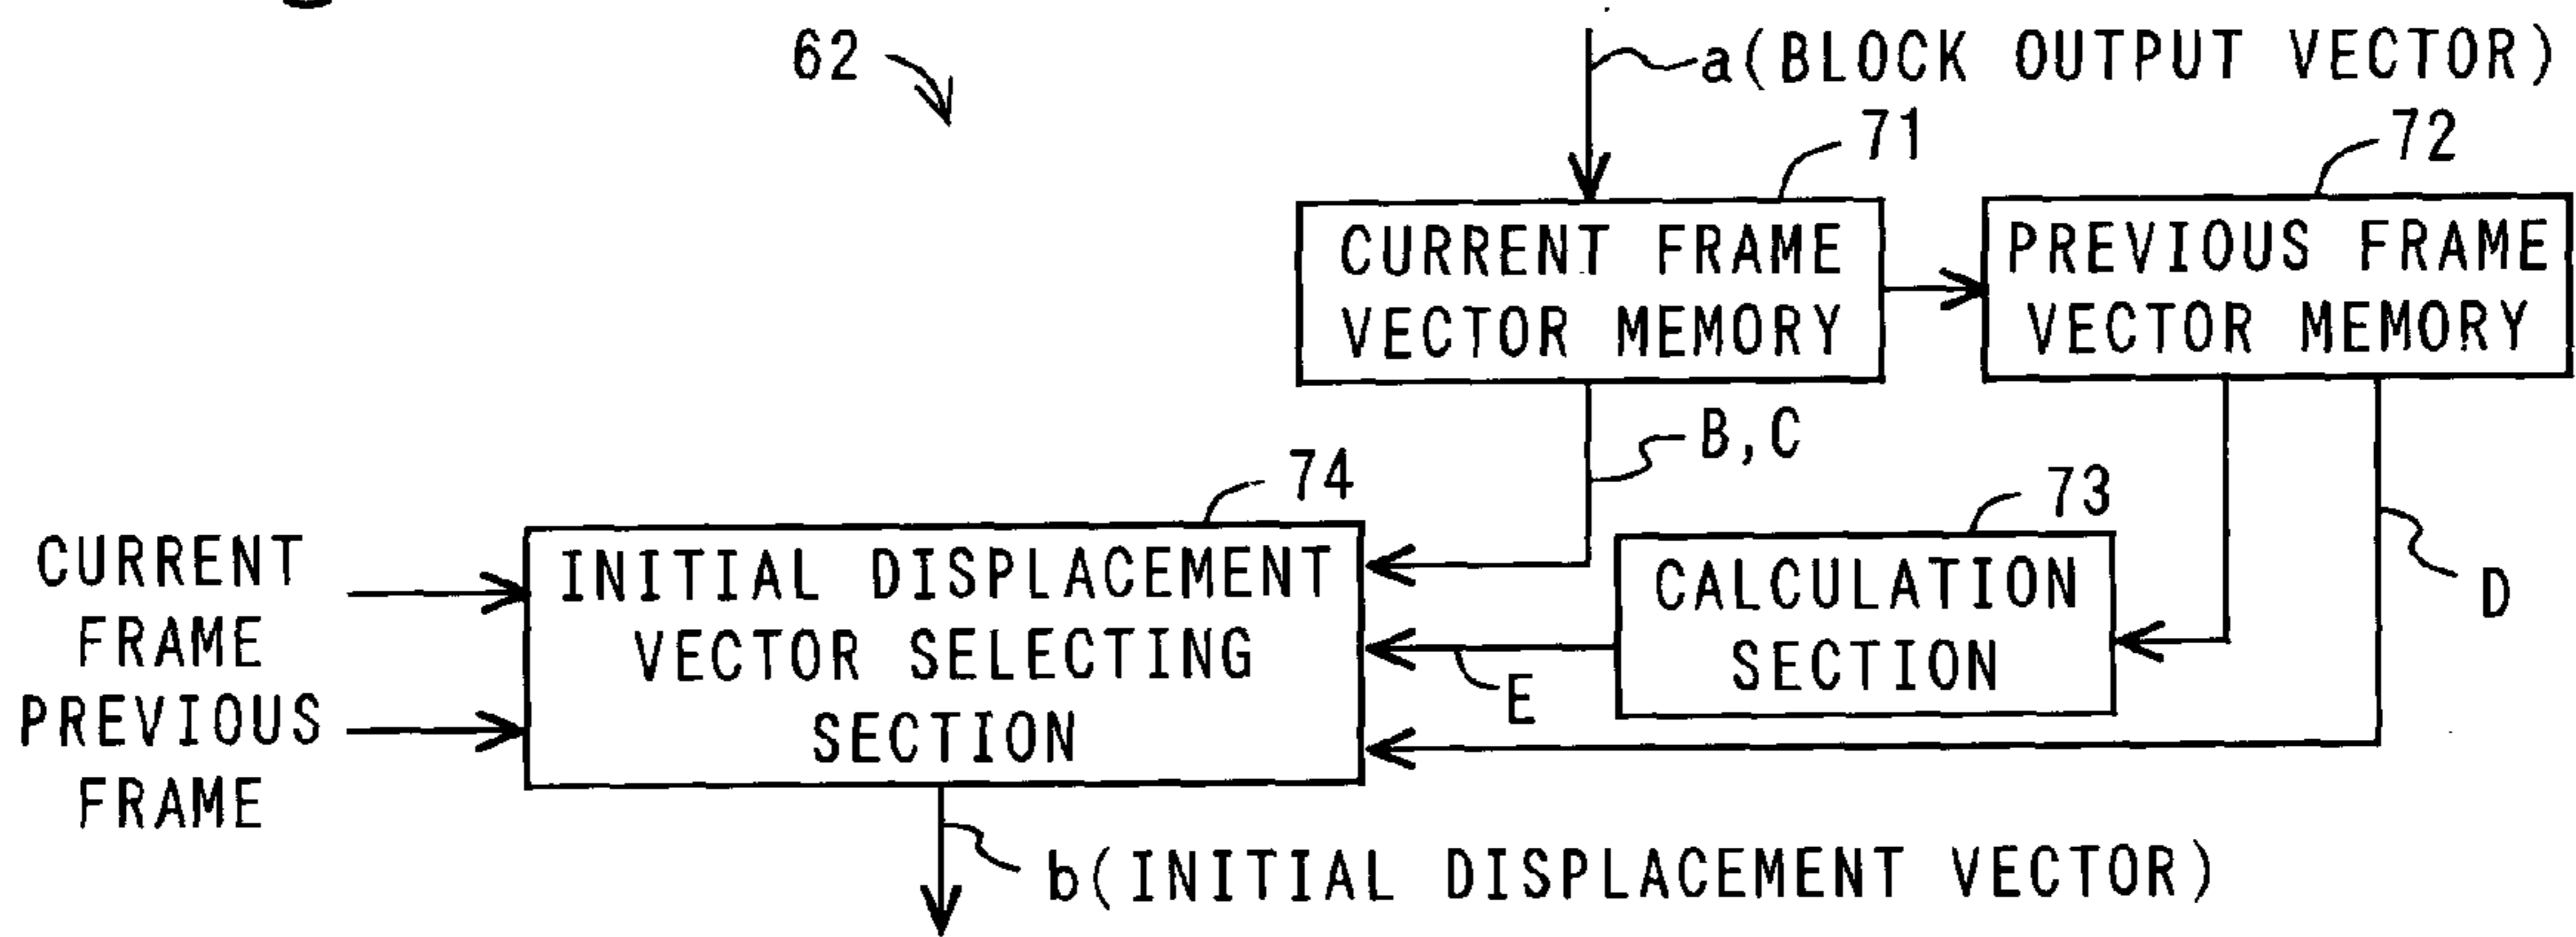 62
a(BLOCK OUTPUT VECTOR)
71
72
CURRENT FRAME
VECTOR MEMORY
PREVIOUS FRAME
VECTOR MEMORY
B,C
74
73
CURRENT
FRAME
PREVIOUS
FRAME
INITIAL DISPLACEMENT
VECTOR SELECTING
SECTION
CALCULATION
SECTION
D
E
b(INITIAL DISPLACEMENT VECTOR)